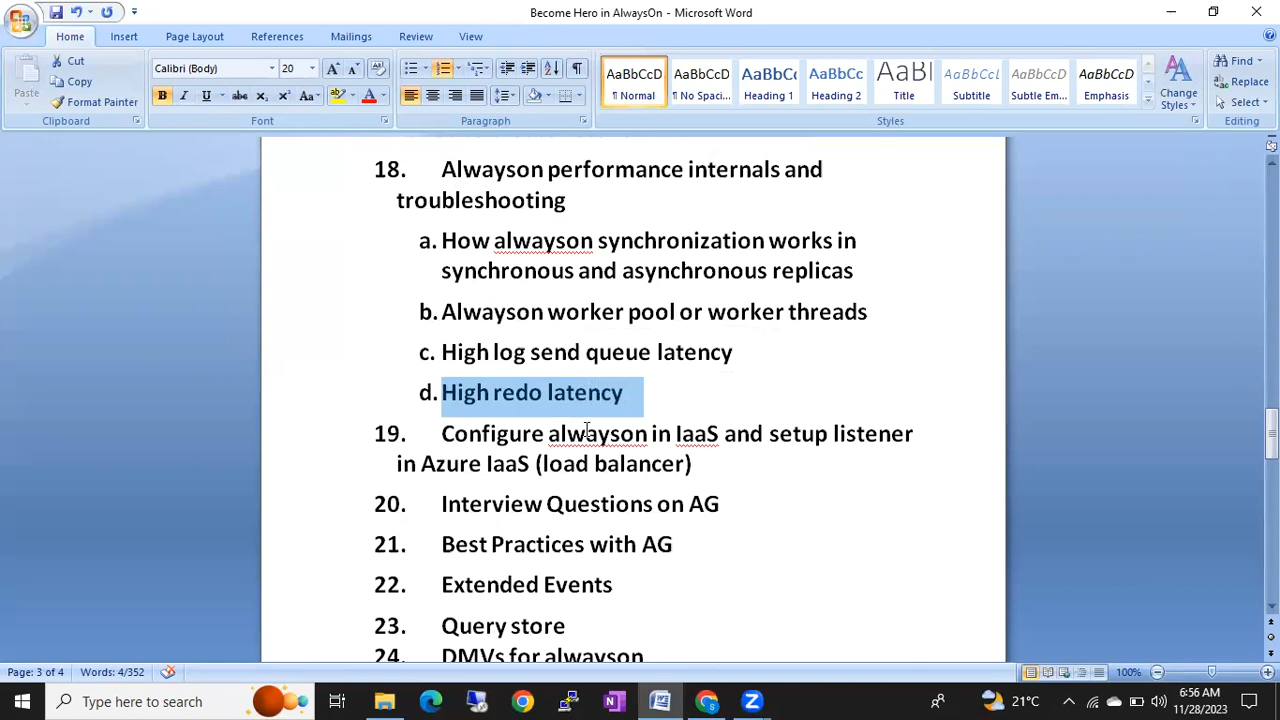 Become Hero in AlwaysOn - Microsoft Word
Home Insert Page Layout References Mailings Review View
Paste
Cut
Copy
Format Painter
Clipboard
Calibri (Body) 20
Font
Paragraph
AaBbCcD AaBbCcD AaBbCc AaBbCc AaBl AaBbCcL AaBbCcD AaBbCcD
¶ Normal ¶ No Spaci... Heading 1 Heading 2 Title Subtitle Subtle Em... Emphasis
Change Styles
Styles
Find
Replace
Select
Editing
18. Alwayson performance internals and
troubleshooting
a. How alwayson synchronization works in
synchronous and asynchronous replicas
b. Alwayson worker pool or worker threads
c. High log send queue latency
d. High redo latency
19. Configure alwayson in IaaS and setup listener
in Azure IaaS (load balancer)
20. Interview Questions on AG
21. Best Practices with AG
22. Extended Events
23. Query store
24. DMVs for alwayson
Page: 3 of 4 Words: 4/352 100%
Type here to search
21°C
6:56 AM
11/28/2023